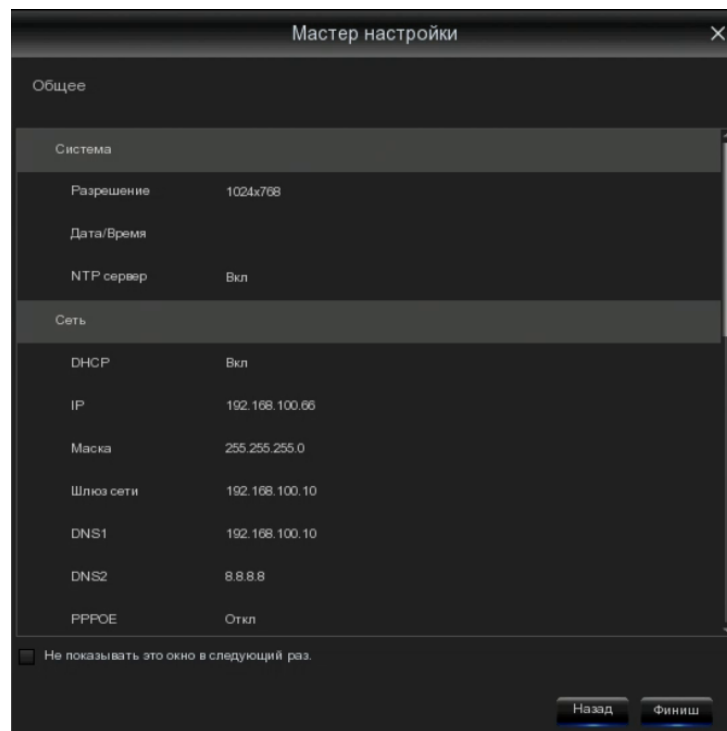 Мастер настройки
Общее
Система
Разрешение 1024x768
Дата/Время
NTP сервер Вкл
Сеть
DHCP Вкл
IP 192.168.100.66
Маска 255.255.255.0
Шлюз сети 192.168.100.10
DNS1 192.168.100.10
DNS2 8.8.8.8
PPPOE Откл
Не показывать это окно в следующий раз.
Назад Финиш